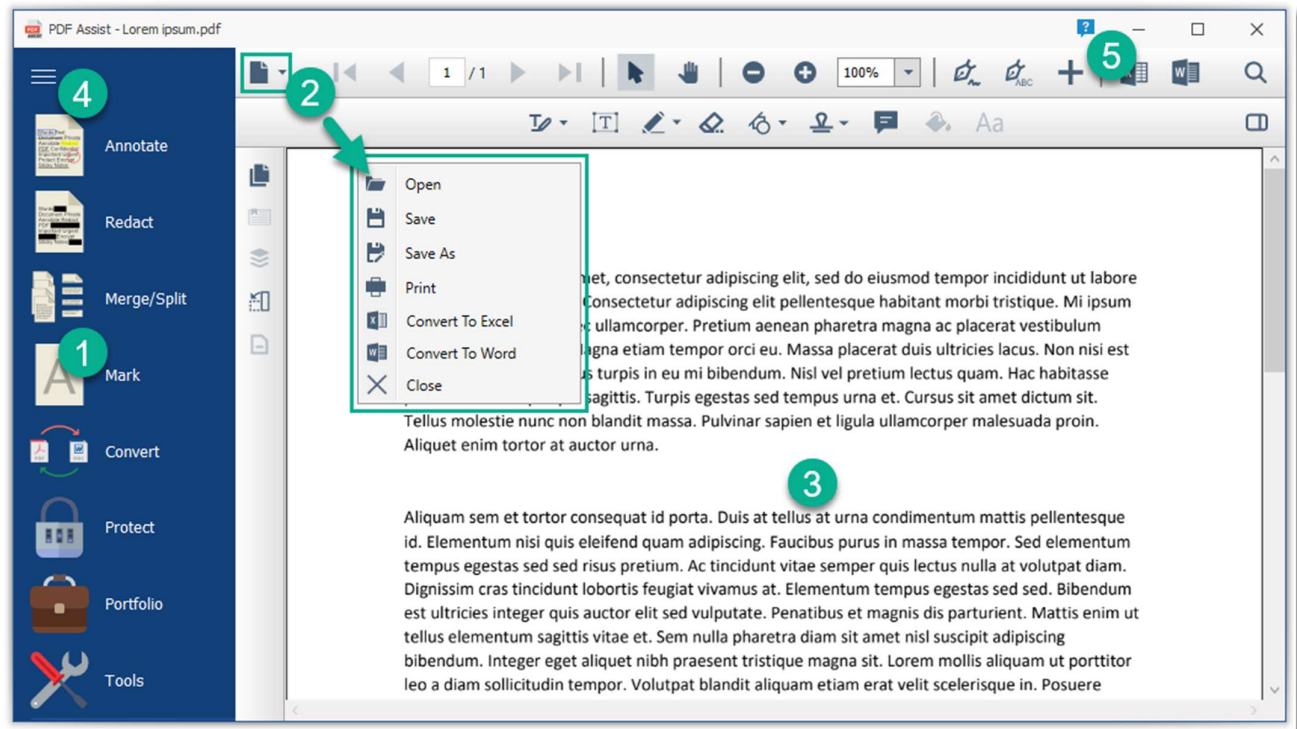 PDF Assist - Lorem ipsum.pdf
?
5
4
2
1 / 1
100%
ABC
W
T
Aa
Annotate
Redact
Merge/Split
1
Mark
Convert
Protect
Portfolio
Tools
Open
Save
Save As
Print
Convert To Excel
Convert To Word
Close
met, consectetur adipiscing elit, sed do eiusmod tempor incididunt ut labore
Consectetur adipiscing elit pellentesque habitant morbi tristique. Mi ipsum
ullamcorper. Pretium aenean pharetra magna ac placerat vestibulum
etiam tempor orci eu. Massa placerat duis ultricies lacus. Non nisi est
turpis in eu mi bibendum. Nisl vel pretium lectus quam. Hac habitasse
sagittis. Turpis egestas sed tempus urna et. Cursus sit amet dictum sit.
Tellus molestie nunc non blandit massa. Pulvinar sapien et ligula ullamcorper malesuada proin.
Aliquet enim tortor at auctor urna.
3
Aliquam sem et tortor consequat id porta. Duis at tellus at urna condimentum mattis pellentesque
id. Elementum nisi quis eleifend quam adipiscing. Faucibus purus in massa tempor. Sed elementum
tempus egestas sed sed risus pretium. Ac tincidunt vitae semper quis lectus nulla at volutpat diam.
Dignissim cras tincidunt lobortis feugiat vivamus at. Elementum tempus egestas sed sed. Bibendum
est ultricies integer quis auctor elit sed vulputate. Penatibus et magnis dis parturient. Mattis enim ut
tellus elementum sagittis vitae et. Sem nulla pharetra diam sit amet nisl suscipit adipiscing
bibendum. Integer eget aliquet nibh praesent tristique magna sit. Lorem mollis aliquam ut porttitor
leo a diam sollicitudin tempor. Volutpat blandit aliquam etiam erat velit scelerisque in. Posuere